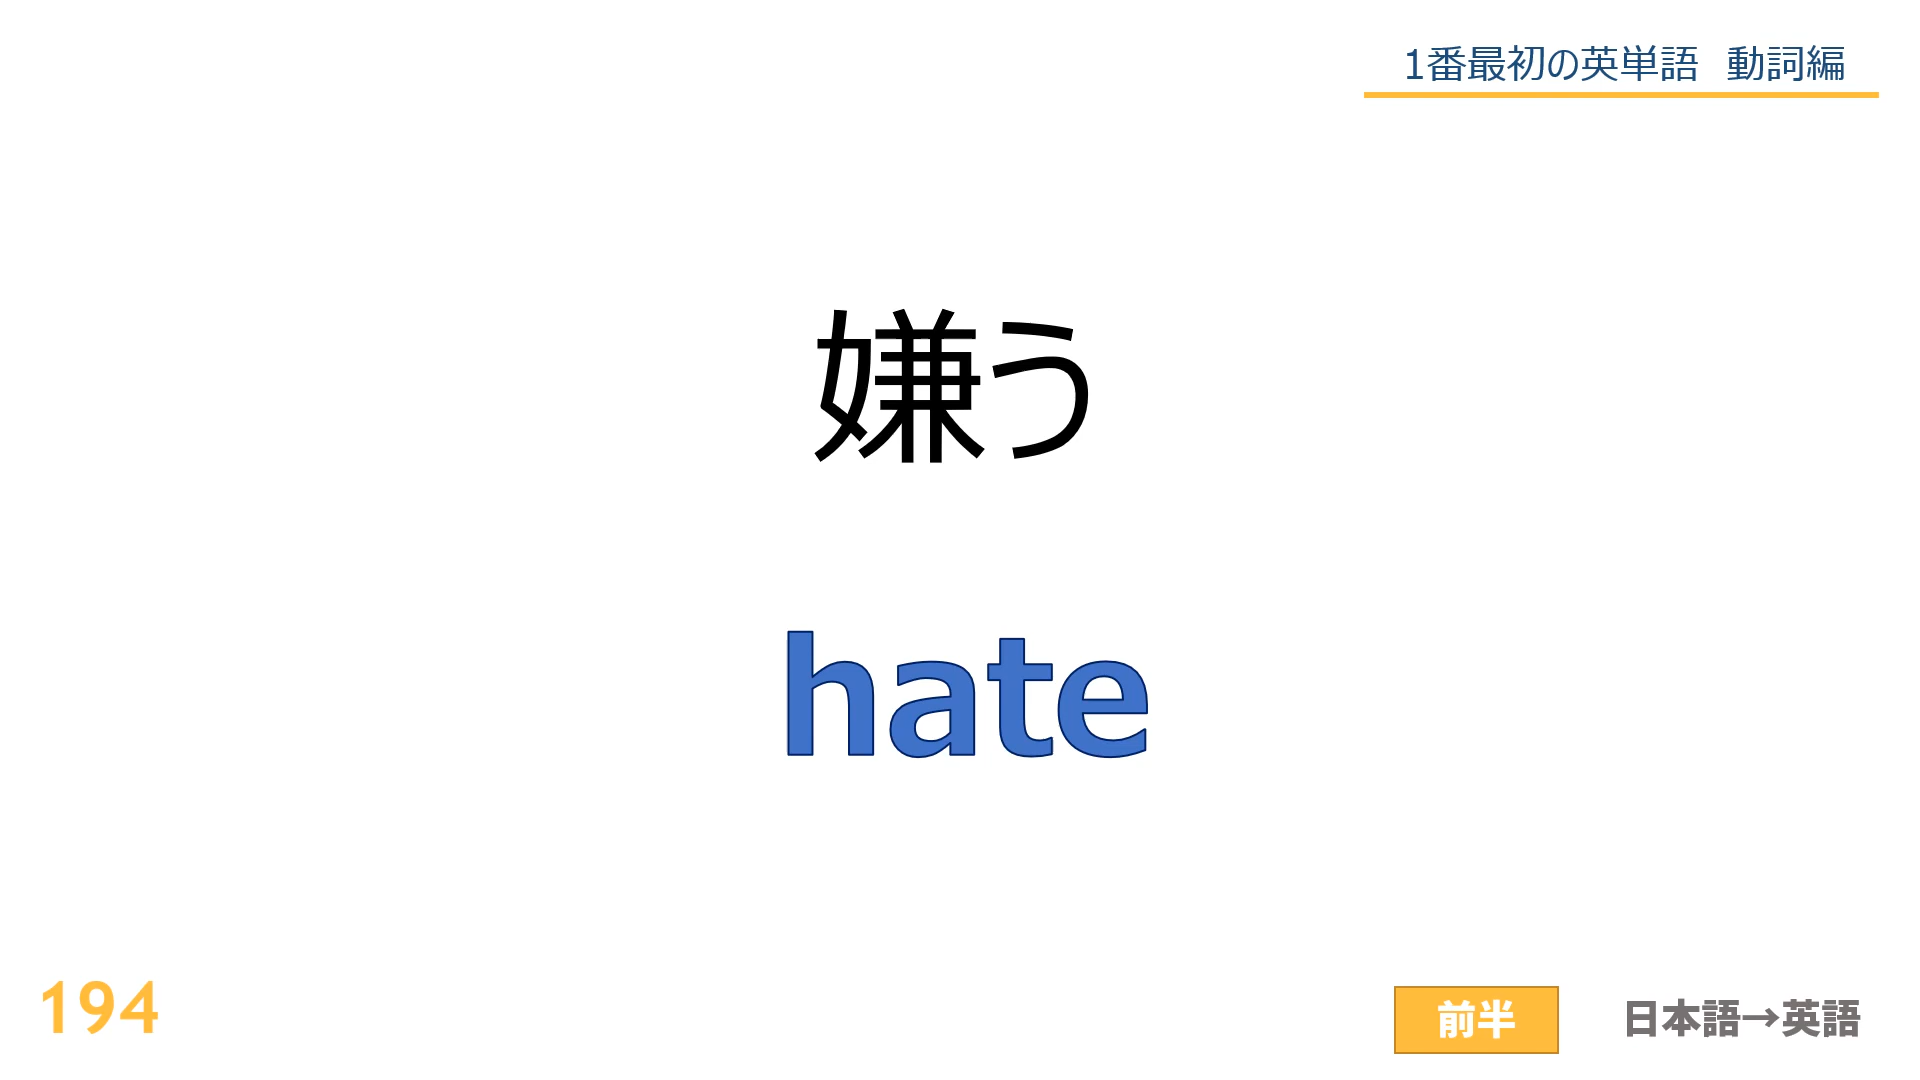 1番最初の英単語　動詞編
嫌う
hate
194
前半
日本語→英語